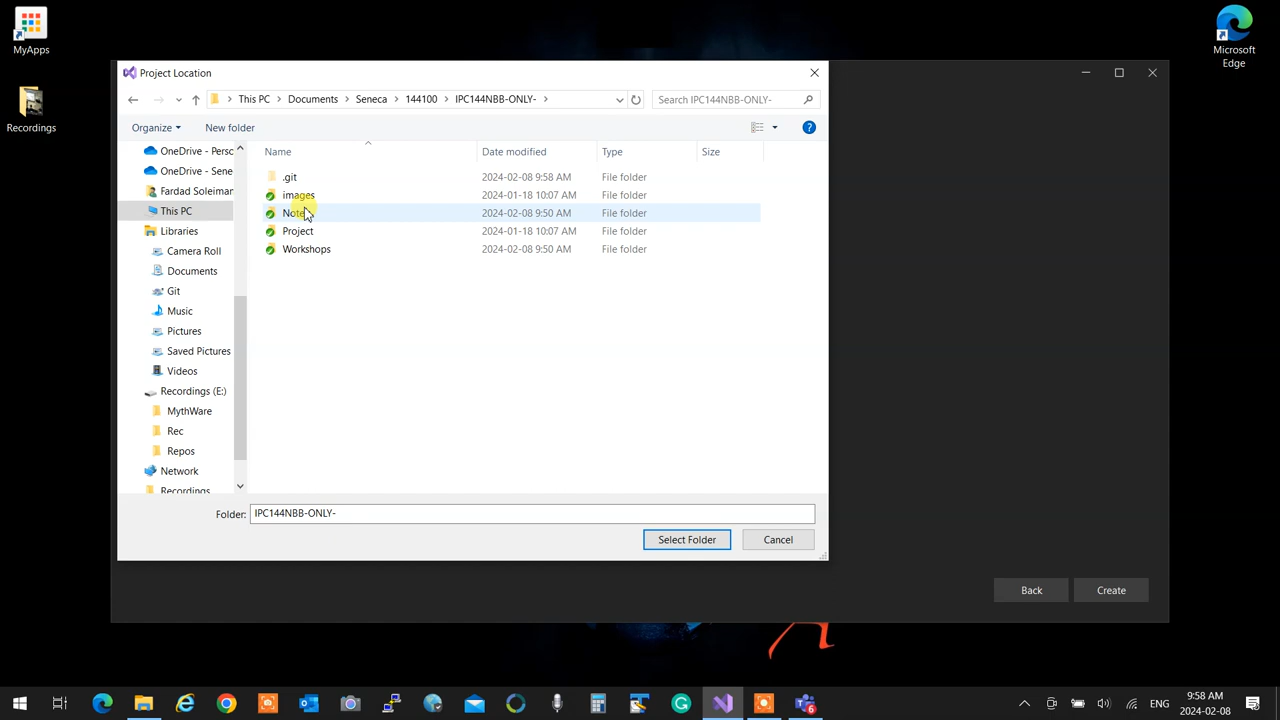 MyApps
Recordings
Microsoft
Edge
Project Location
This PC
Documents
Seneca
144100
IPC144NBB-ONLY-
Search IPC144NBB-ONLY-
Organize
New folder
Name
Date modified
Type
Size
OneDrive - Perso
OneDrive - Sene
Fardad Soleiman
This PC
Libraries
Camera Roll
Documents
Git
Music
Pictures
Saved Pictures
Videos
Recordings (E:)
MythWare
Rec
Repos
Network
Recordings
.git 2024-02-08 9:58 AM File folder
images 2024-01-18 10:07 AM File folder
2024-02-08 9:50 AM File folder
Project 2024-01-18 10:07 AM File folder
Workshops 2024-02-08 9:50 AM File folder
Folder: IPC144NBB-ONLY-
Select Folder
Cancel
Back
Create
ENG
9:58 AM
2024-02-08